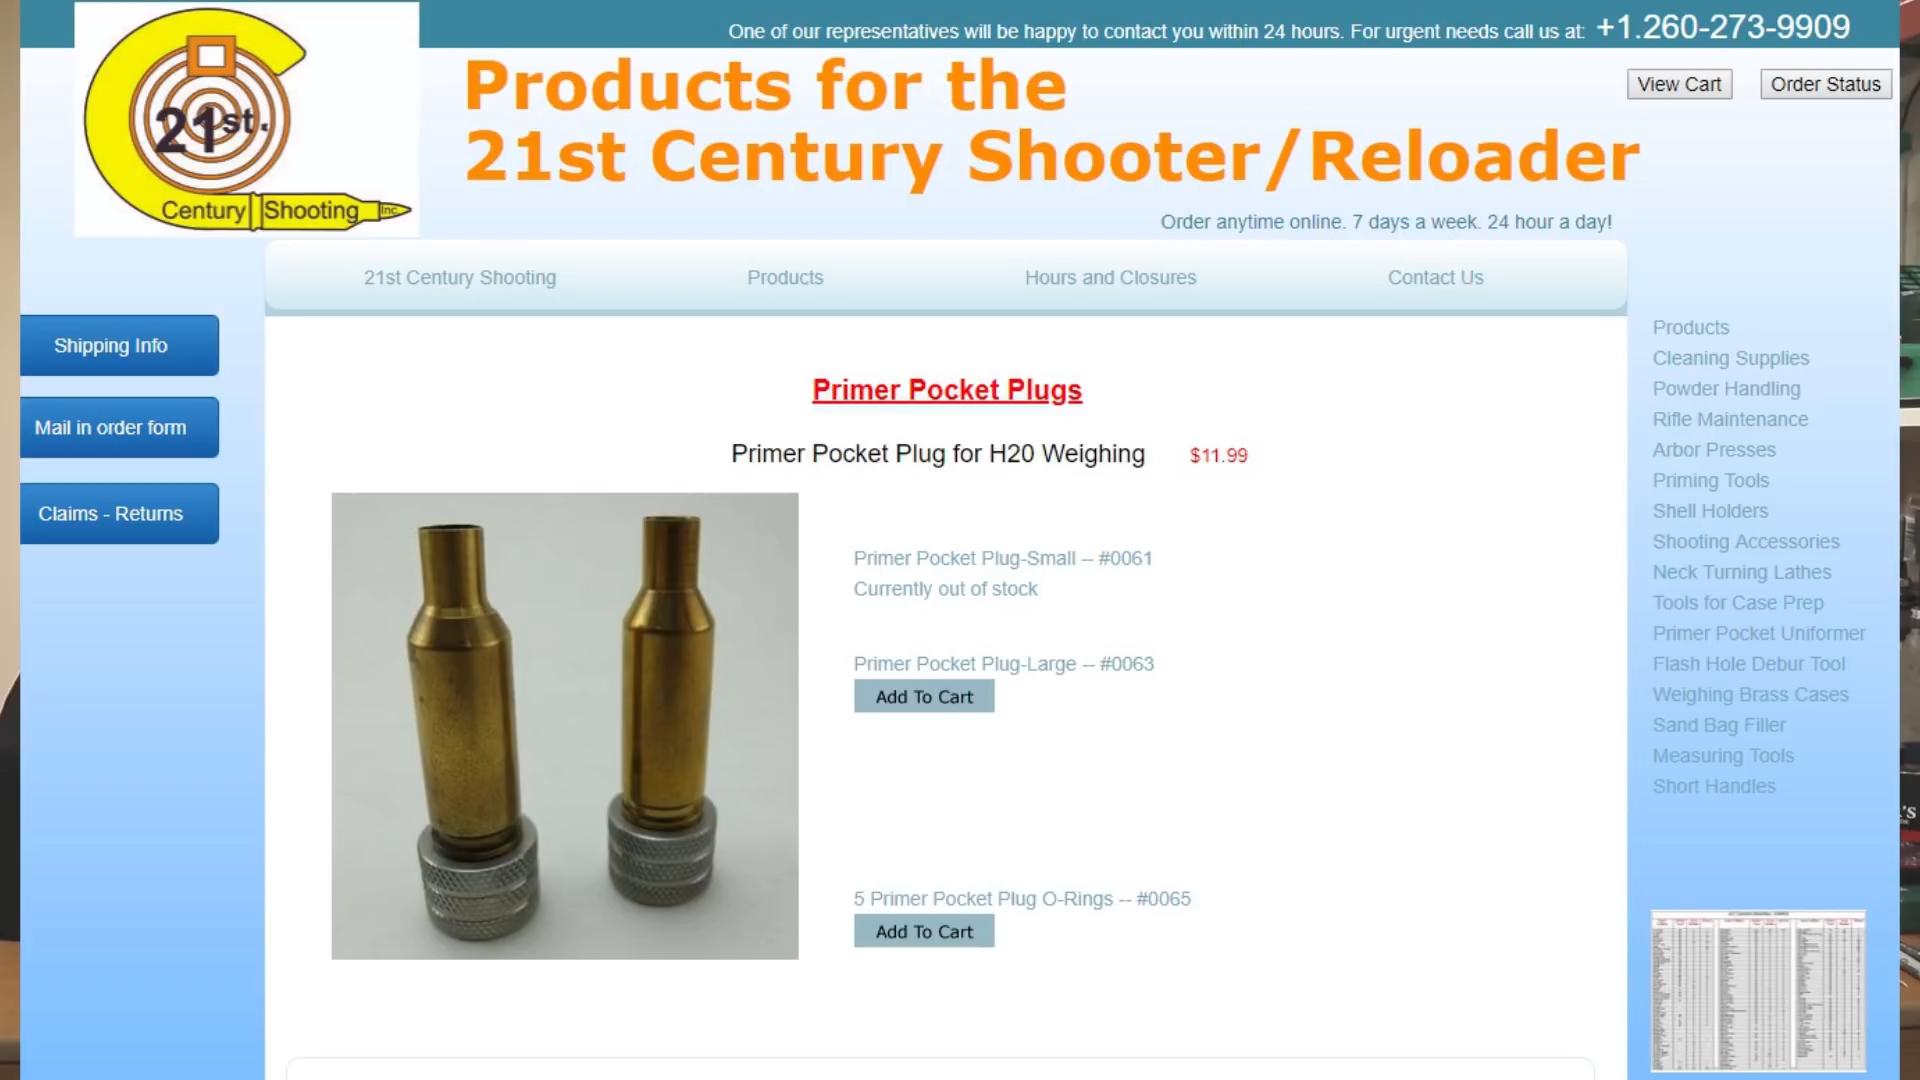 One of our representatives will be happy to contact you within 24 hours. For urgent needs call us at: +1.260-273-9909
21st.
Century Shooting Inc.
Products for the
21st Century Shooter/Reloader
View Cart
Order Status
Order anytime online. 7 days a week. 24 hour a day!
21st Century Shooting
Products
Hours and Closures
Contact Us
Shipping Info
Mail in order form
Claims - Returns
Primer Pocket Plugs
Primer Pocket Plug for H20 Weighing $11.99
Primer Pocket Plug-Small -- #0061
Currently out of stock
Primer Pocket Plug-Large -- #0063
Add To Cart
5 Primer Pocket Plug O-Rings -- #0065
Add To Cart
Products
Cleaning Supplies
Powder Handling
Rifle Maintenance
Arbor Presses
Priming Tools
Shell Holders
Shooting Accessories
Neck Turning Lathes
Tools for Case Prep
Primer Pocket Uniformer
Flash Hole Debur Tool
Weighing Brass Cases
Sand Bag Filler
Measuring Tools
Short Handles
'S